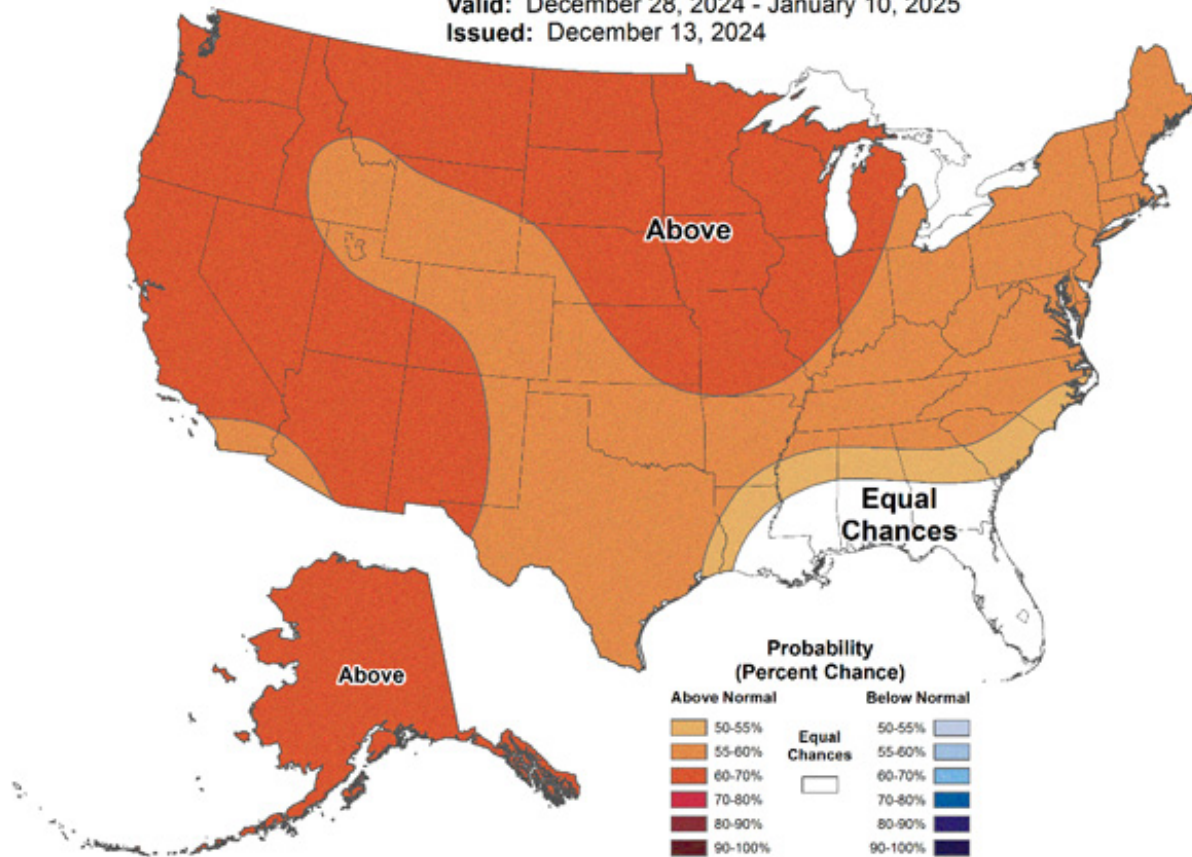 Valid: December 28, 2024 - January 10, 2025
Issued: December 13, 2024
Above
Equal
Chances
Above
Probability
(Percent Chance)
Above Normal
Below Normal
50-55%
55-60%
60-70%
70-80%
80-90%
90-100%
Equal
Chances
50-55%
55-60%
60-70%
70-80%
80-90%
90-100%